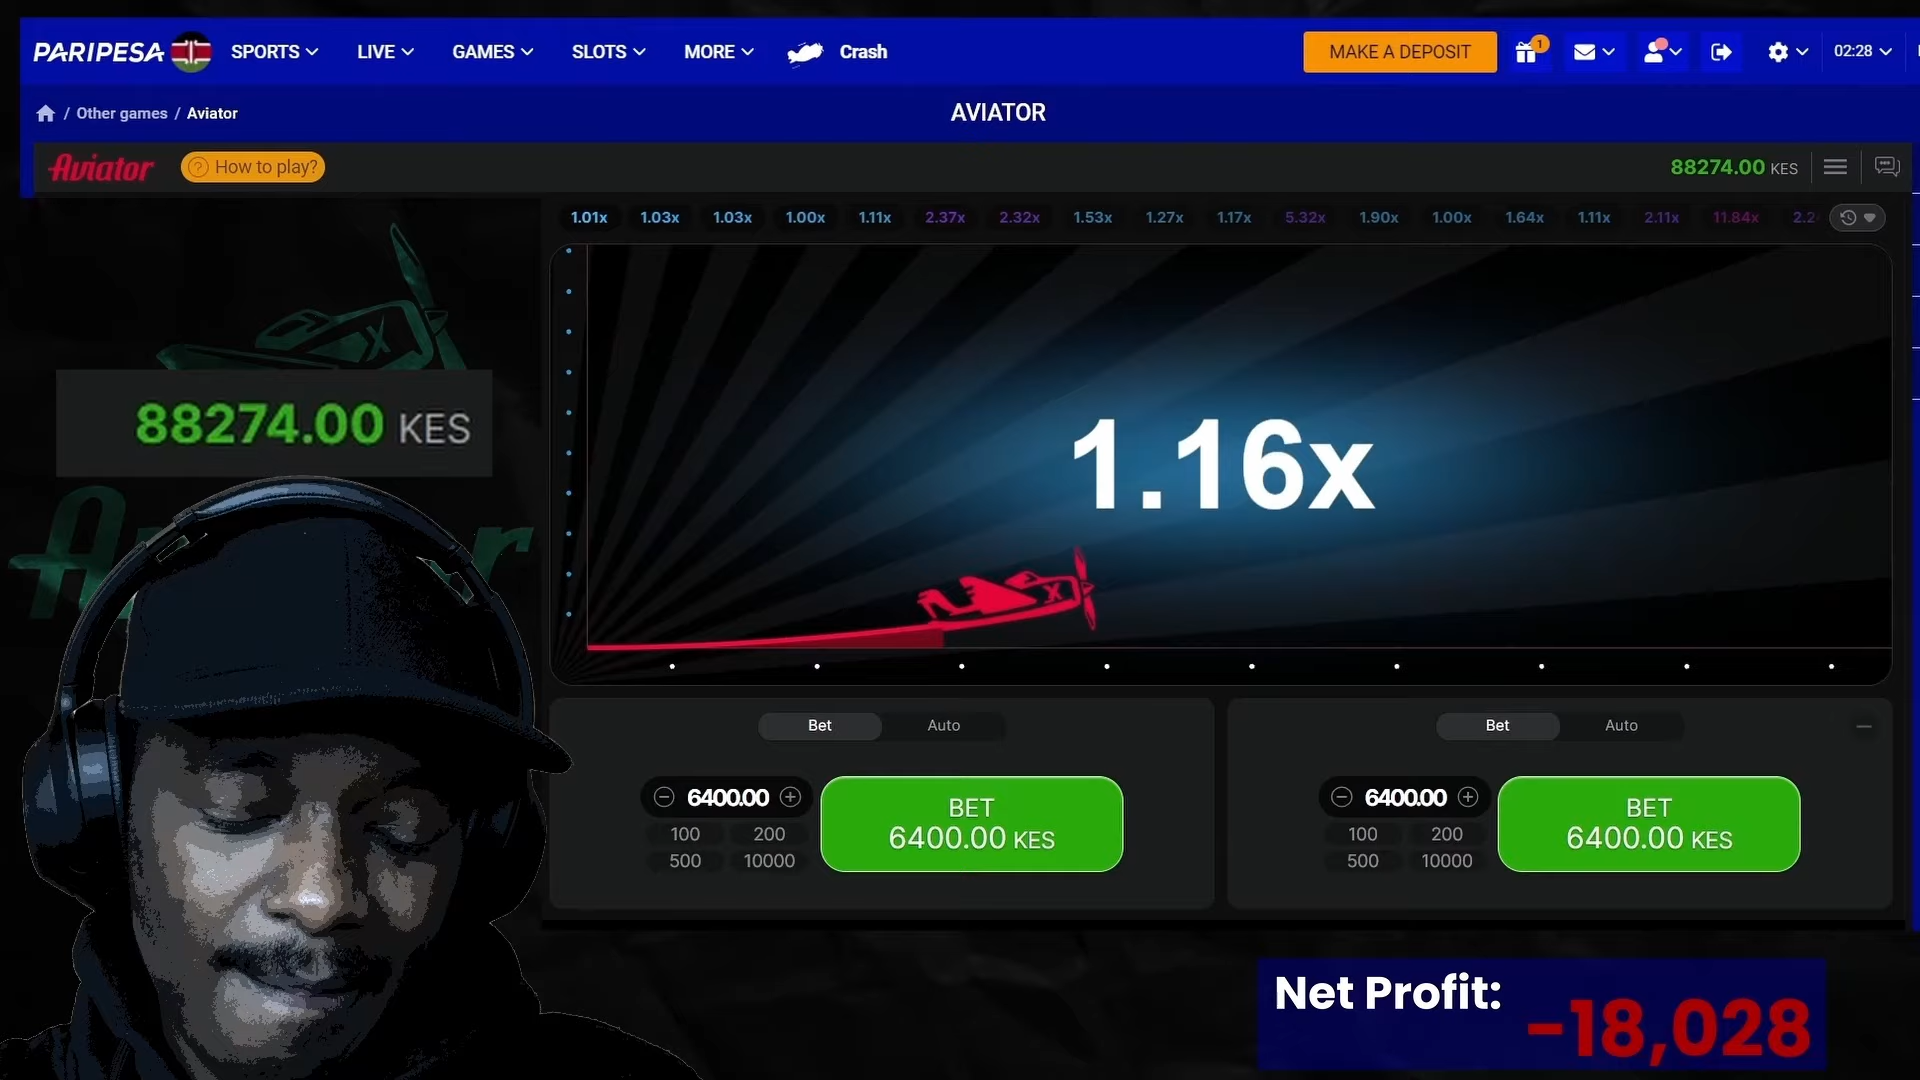 PARIPESA SPORTS LIVE GAMES SLOTS MORE Crash MAKE A DEPOSIT 1 02:28
/ Other games / Aviator
AVIATOR
Aviator ? How to play? 88274.00 KES
1.01x 1.03x 1.03x 1.00x 1.11x 2.37x 2.32x 1.53x 1.27x 1.17x 5.32x 1.90x 1.00x 1.64x 1.11x 2.11x 11.84x
88274.00 KES
1.16x
X
Bet Auto
6400.00
100 200
500 10000
BET
6400.00 KES
Bet Auto
6400.00
100 200
500 10000
BET
6400.00 KES
Net Profit:
-18,028